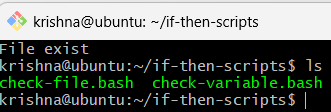 krishna@ubuntu: ~/if-then-scripts
File exist
krishna@ubuntu:~/if-then-scripts$ ls
check-file.bash  check-variable.bash
krishna@ubuntu:~/if-then-scripts$